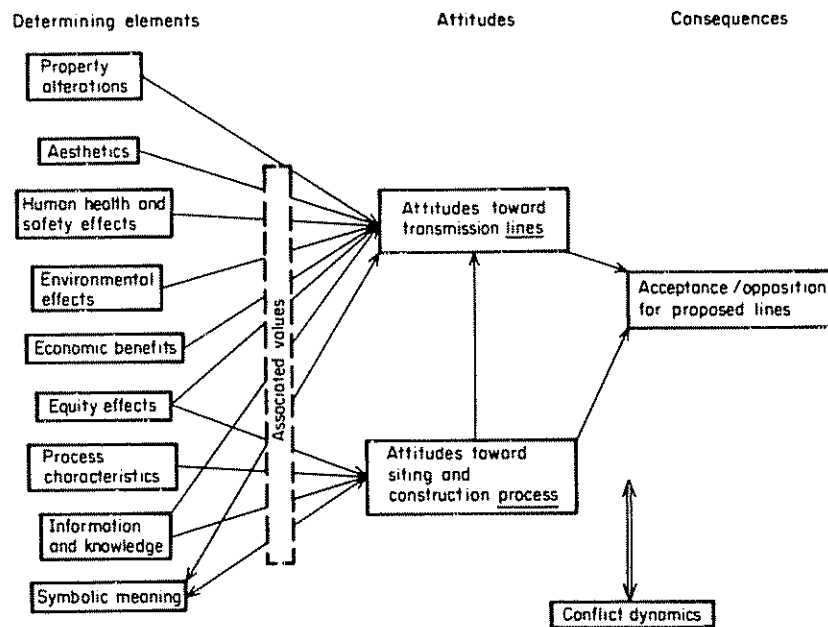 Determining elements
Attitudes
Consequences
Property
alterations
Aesthetics
Human health and
safety effects
Environmental
effects
Economic benefits
Equity effects
Process
characteristics
Information
and knowledge
Symbolic meaning
Associated values
Attitudes toward
transmission lines
Attitudes toward
siting and
construction process
Acceptance/opposition
for proposed lines
Conflict dynamics